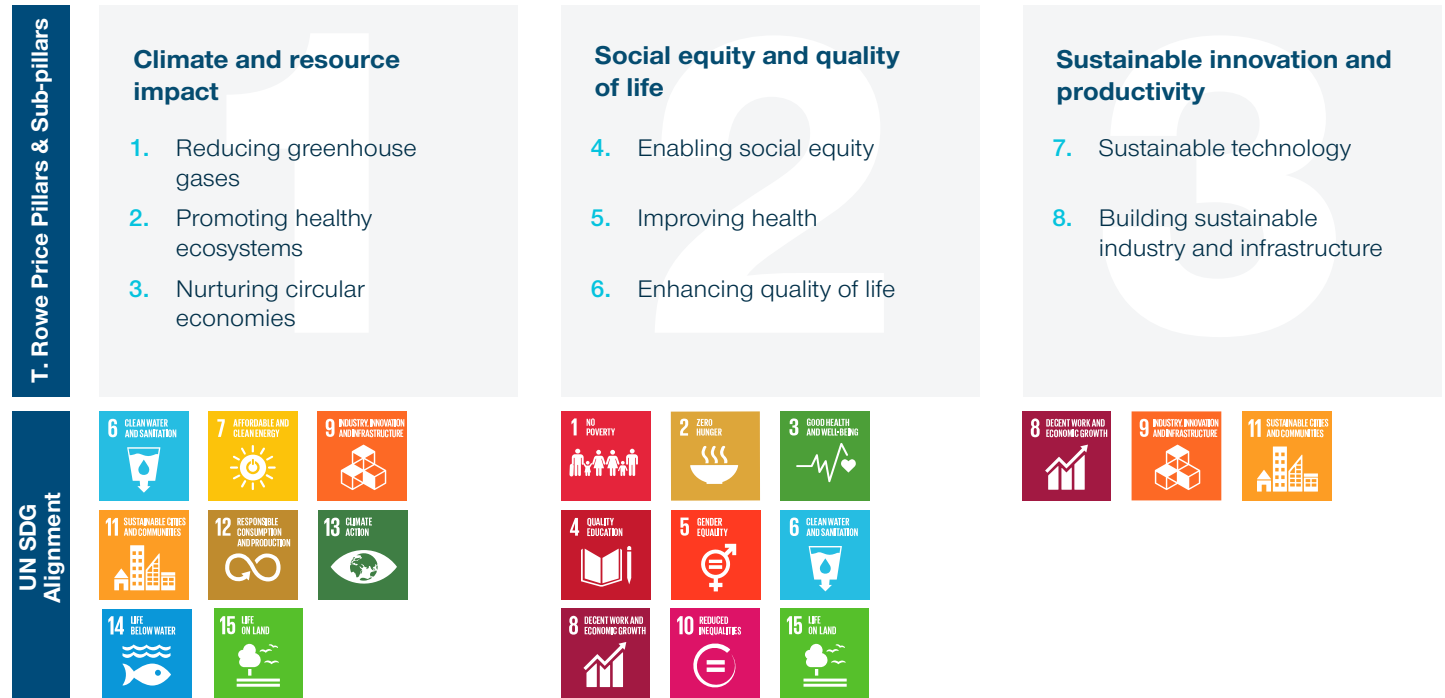 T. Rowe Price Pillars & Sub-pillars
1
Climate and resource
impact
1. Reducing greenhouse
gases
2. Promoting healthy
ecosystems
3. Nurturing circular
economies
2
Social equity and quality
of life
4. Enabling social equity
5. Improving health
6. Enhancing quality of life
3
Sustainable innovation and
productivity
7. Sustainable technology
8. Building sustainable
industry and infrastructure
UN SDG
Alignment
6 CLEAN WATER
AND SANITATION
7 AFFORDABLE AND
CLEAN ENERGY
9 INDUSTRY, INNOVATION
AND INFRASTRUCTURE
11 SUSTAINABLE CITIES
AND COMMUNITIES
12 RESPONSIBLE
CONSUMPTION
AND PRODUCTION
13 CLIMATE
ACTION
14 LIFE
BELOW WATER
15 LIFE
ON LAND
1 NO
POVERTY
2 ZERO
HUNGER
3 GOOD HEALTH
AND WELL-BEING
4 QUALITY
EDUCATION
5 GENDER
EQUALITY
6 CLEAN WATER
AND SANITATION
8 DECENT WORK AND
ECONOMIC GROWTH
10 REDUCED
INEQUALITIES
15 LIFE
ON LAND
8 DECENT WORK AND
ECONOMIC GROWTH
9 INDUSTRY, INNOVATION
AND INFRASTRUCTURE
11 SUSTAINABLE CITIES
AND COMMUNITIES